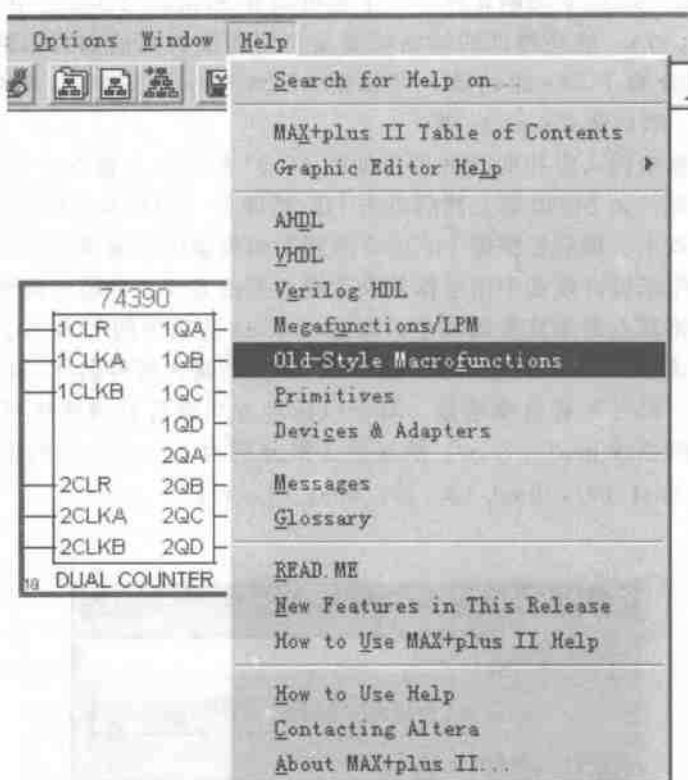 Options Window Help
Search for Help on...
MAX+plus II Table of Contents
Graphic Editor Help
AHDL
VHDL
Verilog HDL
Megafunctions/LPM
Old-Style Macrofunctions
Primitives
Devices & Adapters
Messages
Glossary
READ.ME
New Features in This Release
How to Use MAX+plus II Help
How to Use Help
Contacting Altera
About MAX+plus II...
74390
1CLR 1QA
1CLKA 1QB
1CLKB 1QC
1QD
2QA
2CLR 2QB
2CLKA 2QC
2CLKB 2QD
DUAL COUNTER